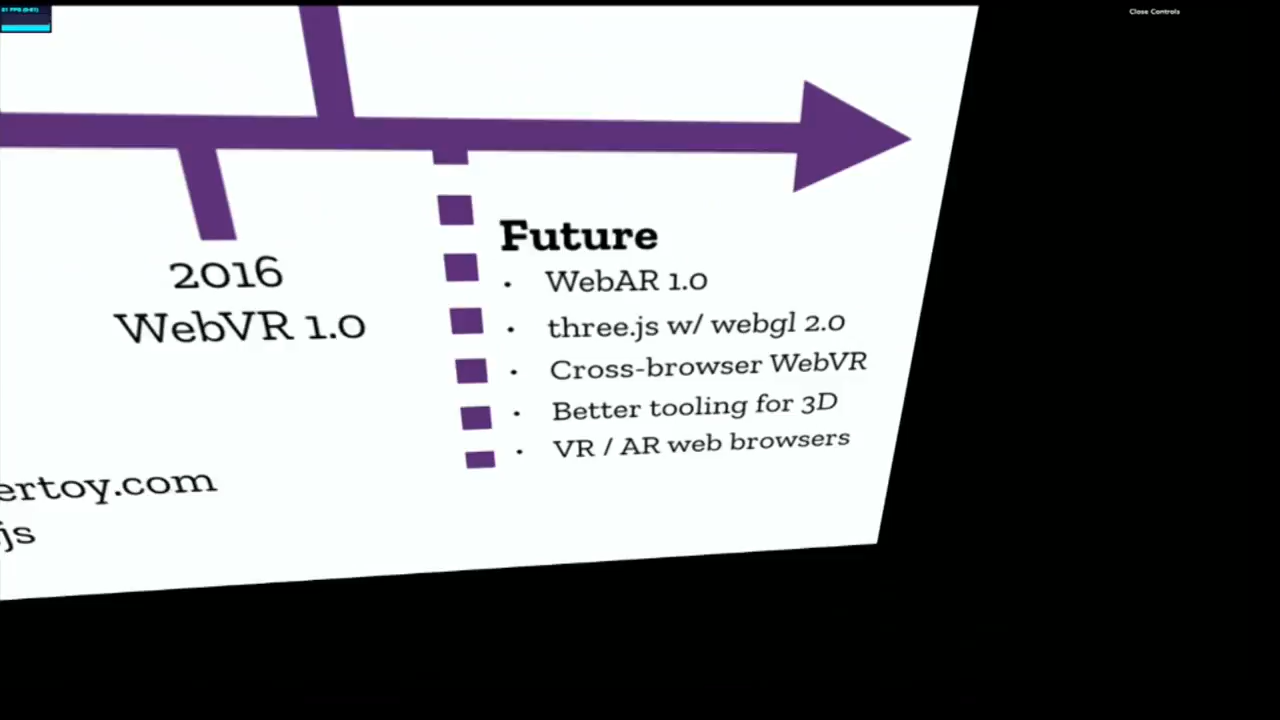 Close Controls
2016
WebVR 1.0
Future
• WebAR 1.0
• three.js w/ webgl 2.0
• Cross-browser WebVR
• Better tooling for 3D
• VR / AR web browsers
ertoy.com
js